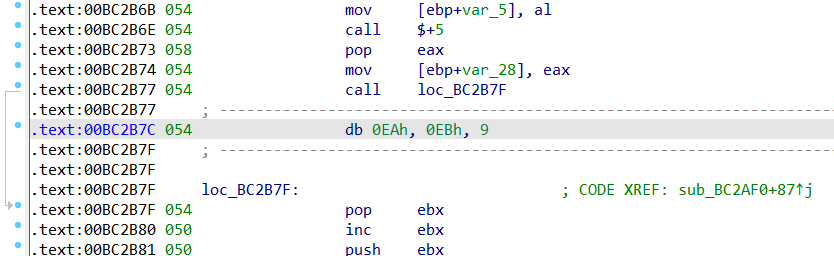 .text:00BC2B6B 054 mov [ebp+var_5], al
.text:00BC2B6E 054 call $+5
.text:00BC2B73 058 pop eax
.text:00BC2B74 054 mov [ebp+var_28], eax
.text:00BC2B77 054 call loc_BC2B7F
.text:00BC2B77 ; ---------------------------------------------------------------------------
.text:00BC2B7C 054 db 0EAh, 0EBh, 9
.text:00BC2B7F ; ---------------------------------------------------------------------------
.text:00BC2B7F
.text:00BC2B7F loc_BC2B7F: ; CODE XREF: sub_BC2AF0+87↑j
.text:00BC2B7F 054 pop ebx
.text:00BC2B80 050 inc ebx
.text:00BC2B81 050 push ebx